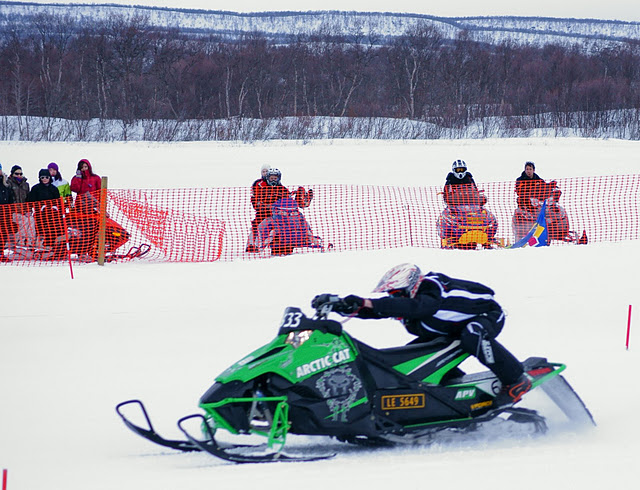 33
ARCTIC CAT
LE 5649
APV